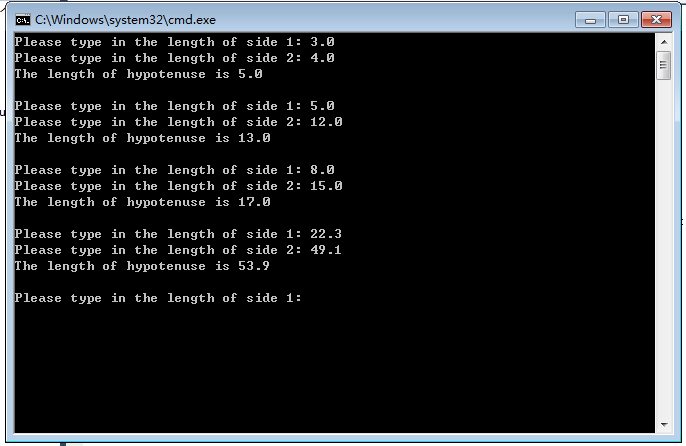 C:\Windows\system32\cmd.exe
Please type in the length of side 1: 3.0
Please type in the length of side 2: 4.0
The length of hypotenuse is 5.0
Please type in the length of side 1: 5.0
Please type in the length of side 2: 12.0
The length of hypotenuse is 13.0
Please type in the length of side 1: 8.0
Please type in the length of side 2: 15.0
The length of hypotenuse is 17.0
Please type in the length of side 1: 22.3
Please type in the length of side 2: 49.1
The length of hypotenuse is 53.9
Please type in the length of side 1: